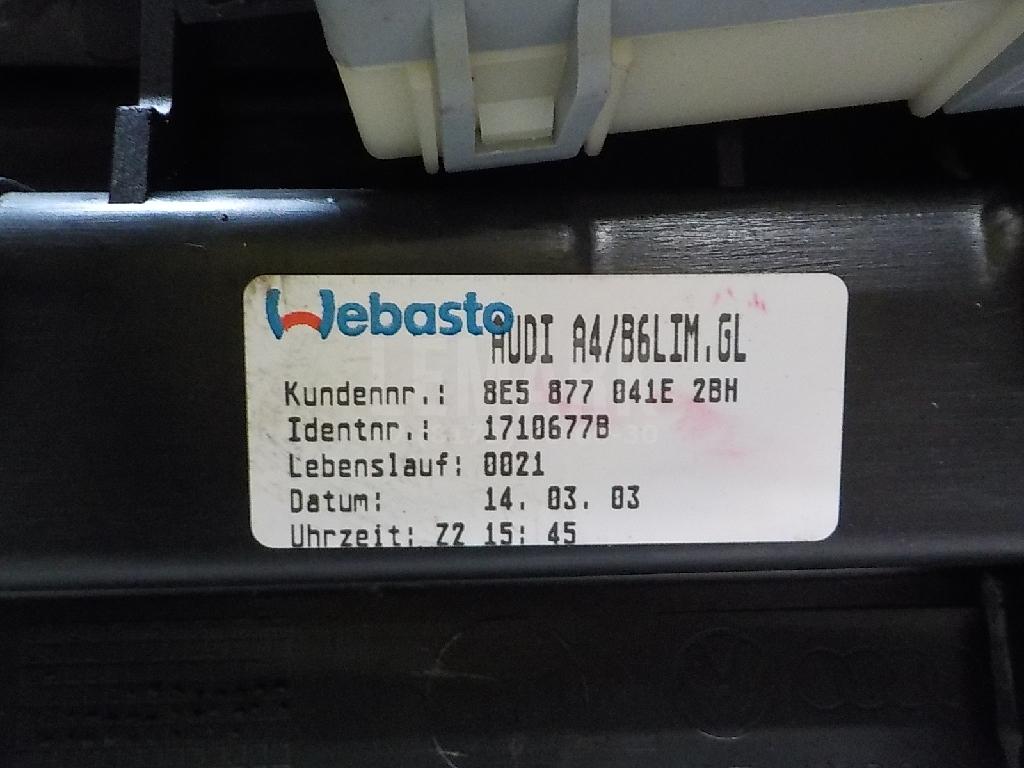 Webasto
AUDI A4/B6LIM.GL
Kundennr.: 8E5 877 041E 2BH
Identnr.: 1710677B
Lebenslauf: 0021
Datum: 14. 03. 03
Uhrzeit: Z2 15: 45